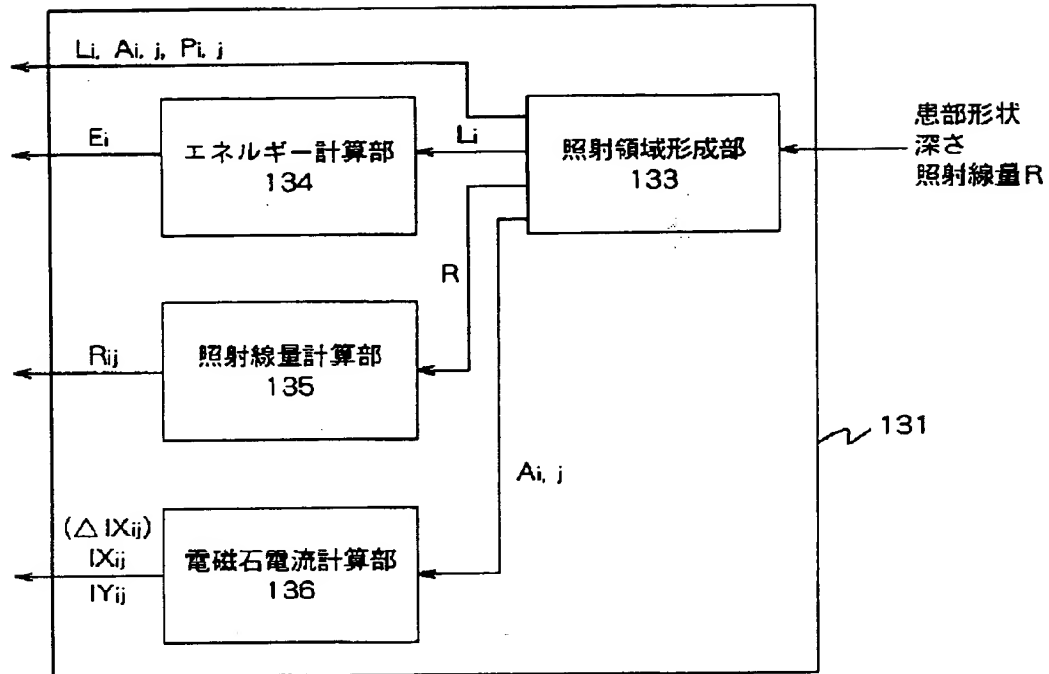 Li, Ai, j, Pi, j
Ei
エネルギー計算部
134
Li
照射領域形成部
133
患部形状
深さ
照射線量R
R
Rij
照射線量計算部
135
131
Ai, j
(△IXij)
IXij
IYij
電磁石電流計算部
136